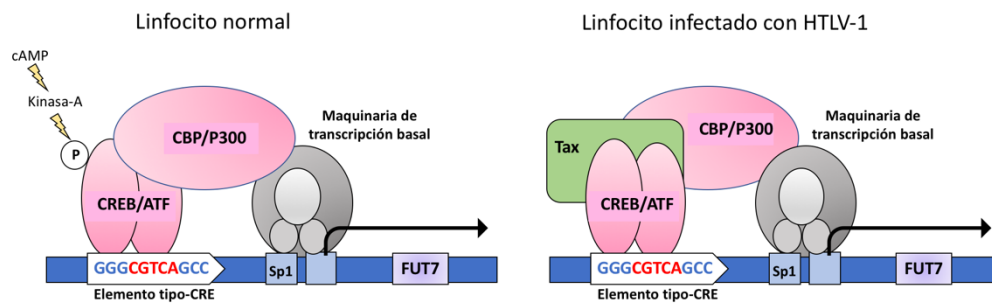 Linfocito normal
cAMP
Kinasa-A
P
CBP/P300
Maquinaria de
transcripción basal
CREB/ATF
GGGCGTCAGCC
Sp1
FUT7
Elemento tipo-CRE
Linfocito infectado con HTLV-1
Tax
CBP/P300
Maquinaria de
transcripción basal
CREB/ATF
GGGCGTCAGCC
Sp1
FUT7
Elemento tipo-CRE